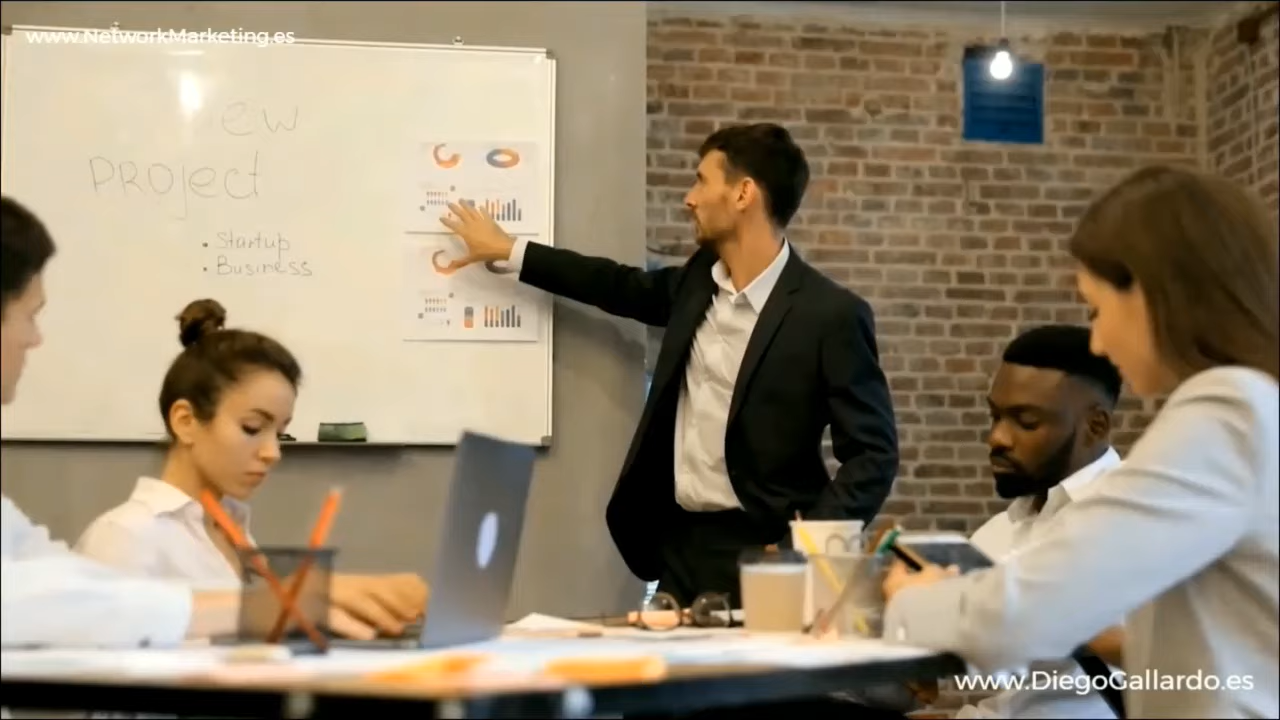 www.NetworkMarketing.es
ew
PROject
• Startup
• Business
www.DiegoGallardo.es